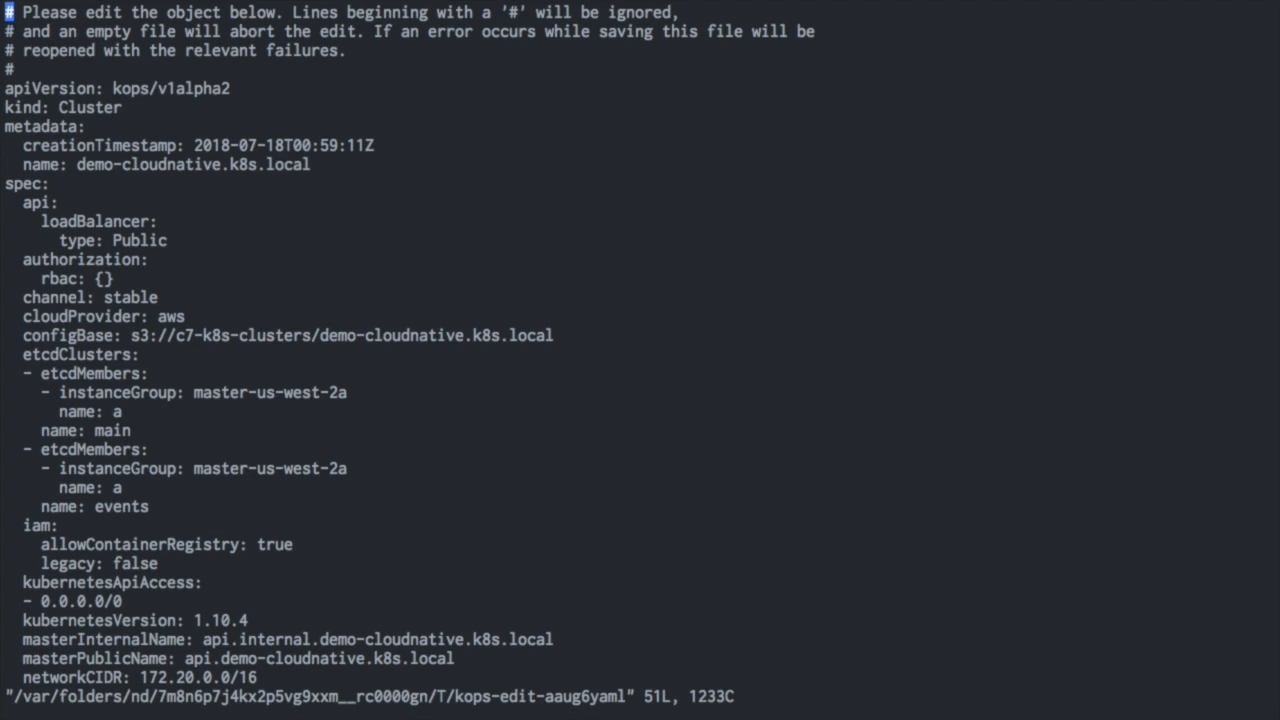 # Please edit the object below. Lines beginning with a '#' will be ignored,
# and an empty file will abort the edit. If an error occurs while saving this file will be
# reopened with the relevant failures.
#
apiVersion: kops/v1alpha2
kind: Cluster
metadata:
  creationTimestamp: 2018-07-18T00:59:11Z
  name: demo-cloudnative.k8s.local
spec:
  api:
    loadBalancer:
      type: Public
  authorization:
    rbac: {}
  channel: stable
  cloudProvider: aws
  configBase: s3://c7-k8s-clusters/demo-cloudnative.k8s.local
  etcdClusters:
  - etcdMembers:
    - instanceGroup: master-us-west-2a
      name: a
    name: main
  - etcdMembers:
    - instanceGroup: master-us-west-2a
      name: a
    name: events
  iam:
    allowContainerRegistry: true
    legacy: false
  kubernetesApiAccess:
  - 0.0.0.0/0
  kubernetesVersion: 1.10.4
  masterInternalName: api.internal.demo-cloudnative.k8s.local
  masterPublicName: api.demo-cloudnative.k8s.local
  networkCIDR: 172.20.0.0/16
"/var/folders/nd/7m8n6p7j4kx2p5vg9xxm__rc0000gn/T/kops-edit-aaug6yaml" 51L, 1233C